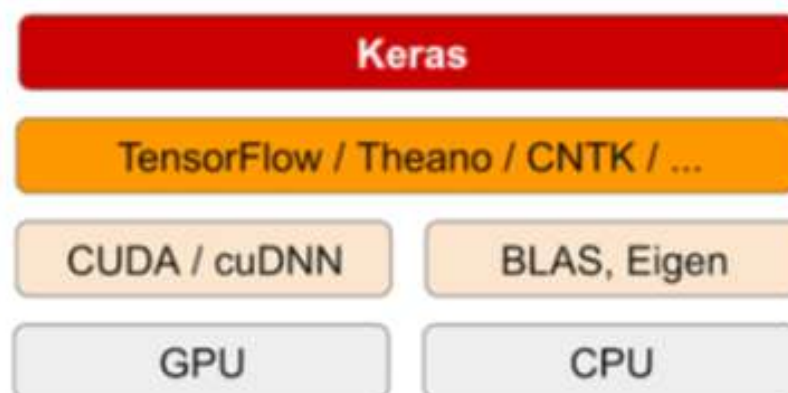 Keras
TensorFlow / Theano / CNTK / ...
CUDA / cuDNN
BLAS, Eigen
GPU
CPU